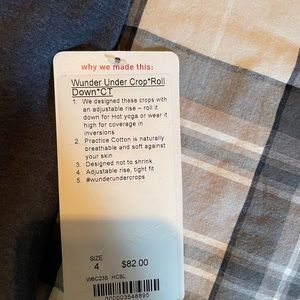 why we made this:
Wunder Under Crop*Roll
Down*CT
1. We designed these crops with
an adjustable rise – roll it
down for Hot yoga or wear it
high for coverage in
inversions
2. Practice Cotton is naturally
breathable and soft against
your skin
3. Designed not to shrink
4. Adjustable rise, tight fit
5. #wunderundercrops
SIZE
4 $82.00
W6C23S HCBL
000003548895